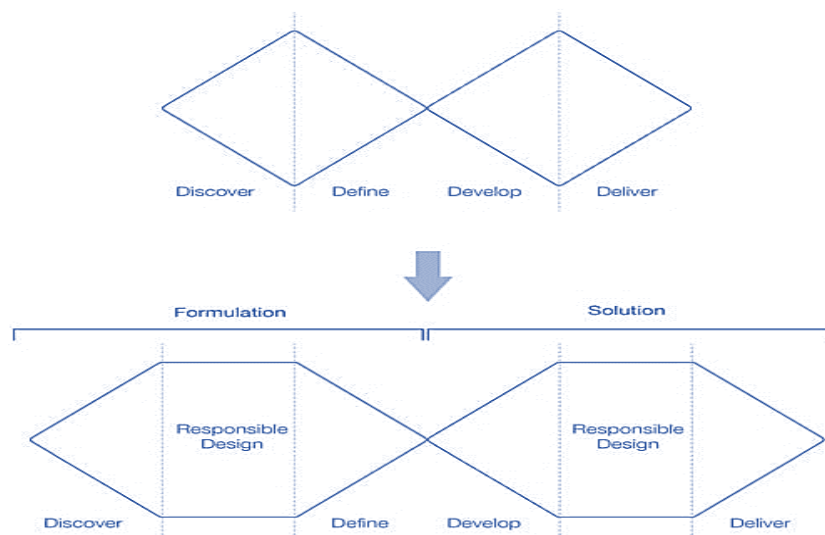 Discover
Define
Develop
Deliver
Formulation
Solution
Responsible
Design
Responsible
Design
Discover
Define
Develop
Deliver